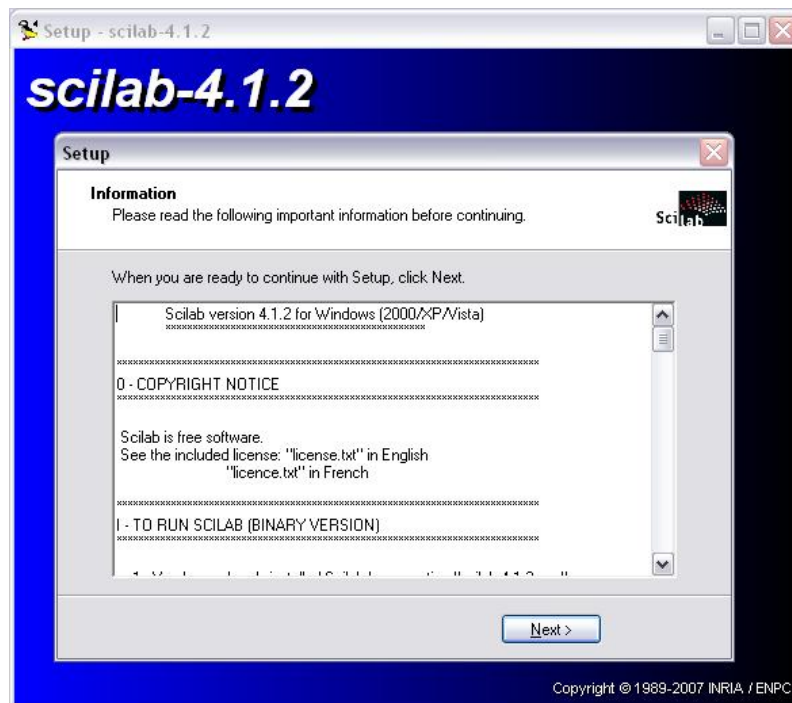 Setup - scilab-4.1.2
scilab-4.1.2
Setup
Information
Please read the following important information before continuing.
Scilab
When you are ready to continue with Setup, click Next.
Scilab version 4.1.2 for Windows (2000/XP/Vista)
0 - COPYRIGHT NOTICE
Scilab is free software.
See the included license: "license.txt" in English
"licence.txt" in French
I - TO RUN SCILAB (BINARY VERSION)
Next >
Copyright © 1989-2007 INRIA / ENPC